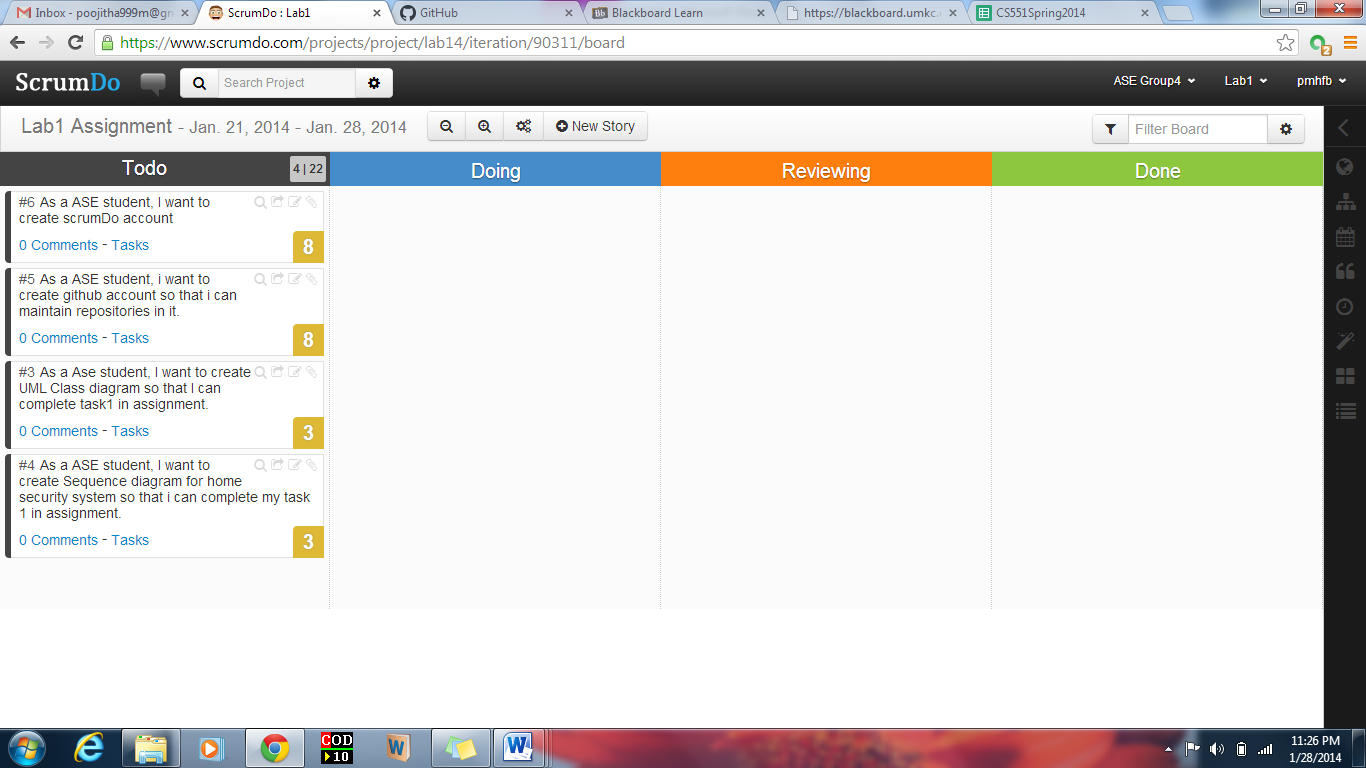 Inbox - poojitha999m@gm
ScrumDo : Lab1
GitHub
Bb Blackboard Learn
https://blackboard.umkc.
CS551Spring2014
https://www.scrumdo.com/projects/project/lab14/iteration/90311/board
2
ScrumDo
Search Project
ASE Group4
Lab1
pmhfb
Lab1 Assignment - Jan. 21, 2014 - Jan. 28, 2014
New Story
Filter Board
Todo
4 | 22
Doing
Reviewing
Done
#6 As a ASE student, I want to
create scrumDo account
0 Comments - Tasks
8
#5 As a ASE student, i want to
create github account so that i can
maintain repositories in it.
0 Comments - Tasks
8
#3 As a Ase student, I want to create
UML Class diagram so that I can
complete task1 in assignment.
0 Comments - Tasks
3
#4 As a ASE student, I want to
create Sequence diagram for home
security system so that i can complete my task
1 in assignment.
0 Comments - Tasks
3
COD
10
11:26 PM
1/28/2014